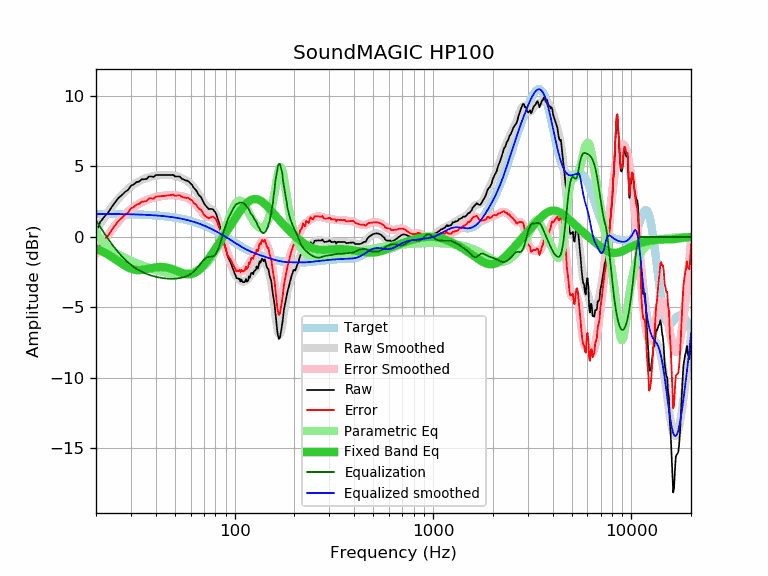 SoundMAGIC HP100
Amplitude (dBr)
10
5
0
−5
−10
−15
100
1000
10000
Frequency (Hz)
Target
Raw Smoothed
Error Smoothed
Raw
Error
Parametric Eq
Fixed Band Eq
Equalization
Equalized smoothed